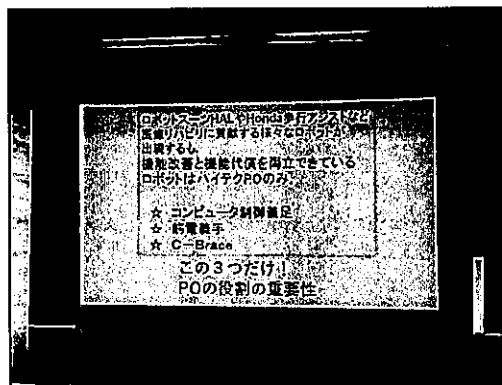 ロボットスーツHALやHonda歩行アシストなど
医療リハビリに貢献する様々なロボットが
出現するも、
機能改善と機能代償を両立できている
ロボットはハイテクPOのみ
☆ コンピュータ制御義足
☆ 筋電義手
☆ C-Brace
この3つだけ!
POの役割の重要性